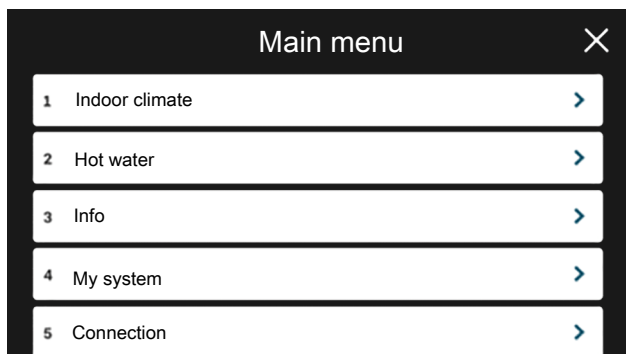 Main menu
1 Indoor climate
2 Hot water
3 Info
4 My system
5 Connection